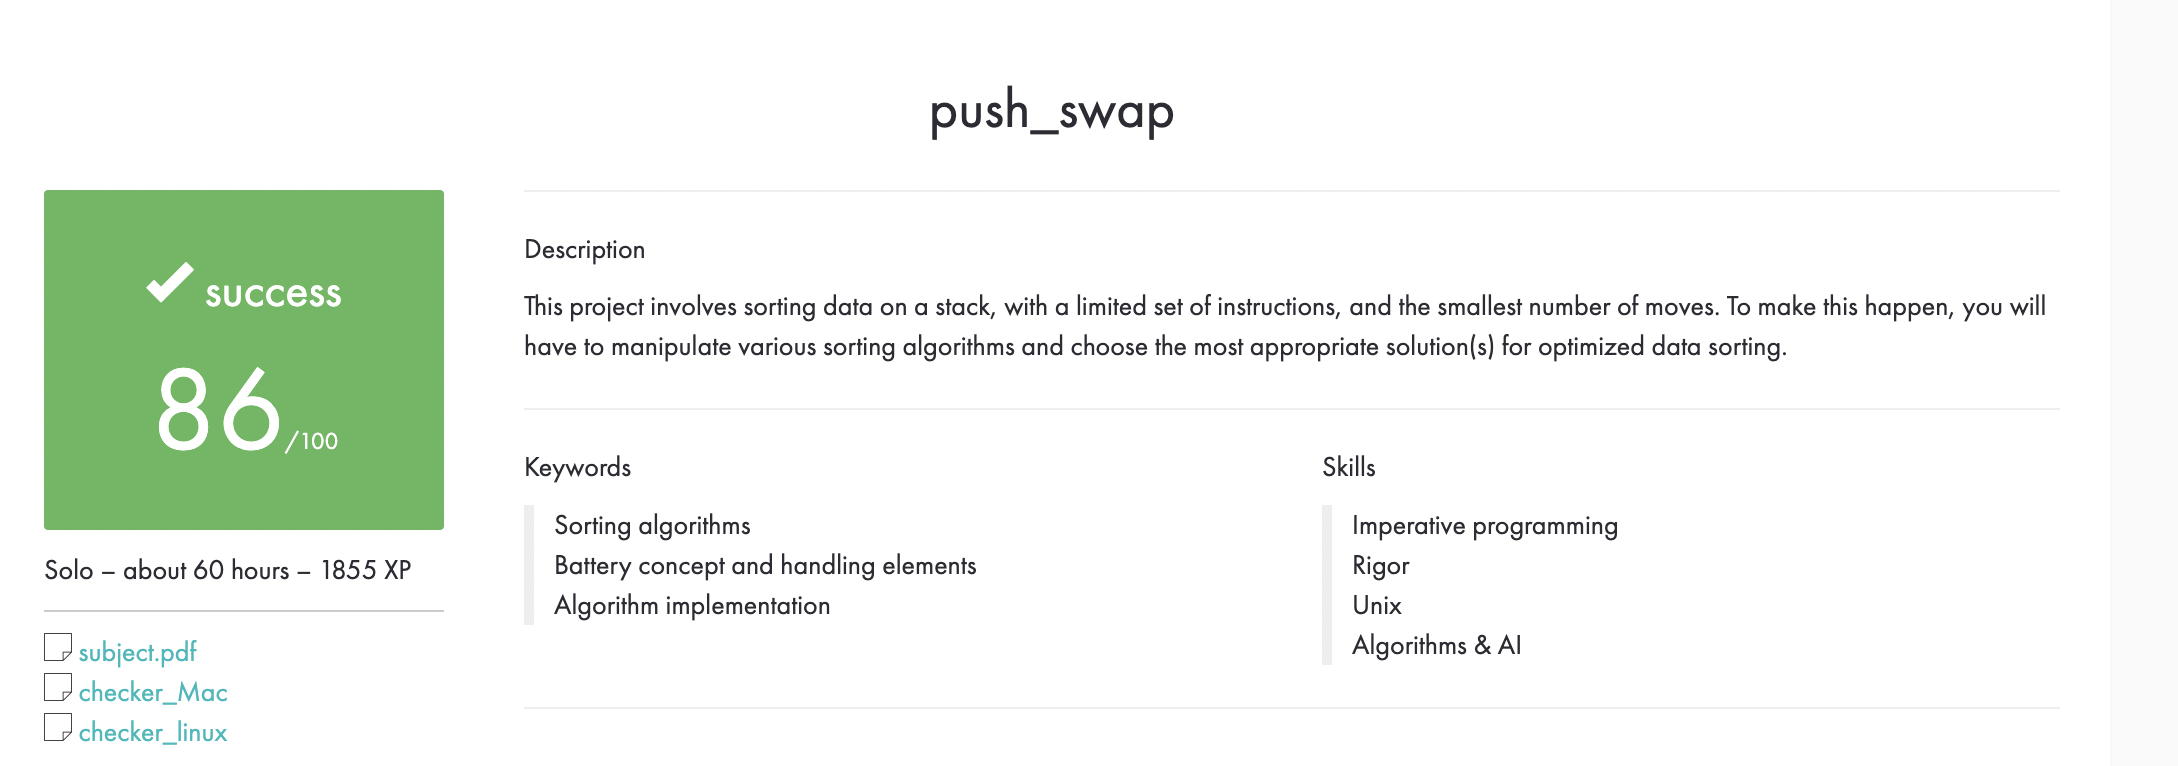 push_swap
success
86/100
Solo – about 60 hours – 1855 XP
subject.pdf
checker_Mac
checker_linux
Description
This project involves sorting data on a stack, with a limited set of instructions, and the smallest number of moves. To make this happen, you will
have to manipulate various sorting algorithms and choose the most appropriate solution(s) for optimized data sorting.
Keywords
Sorting algorithms
Battery concept and handling elements
Algorithm implementation
Skills
Imperative programming
Rigor
Unix
Algorithms & AI